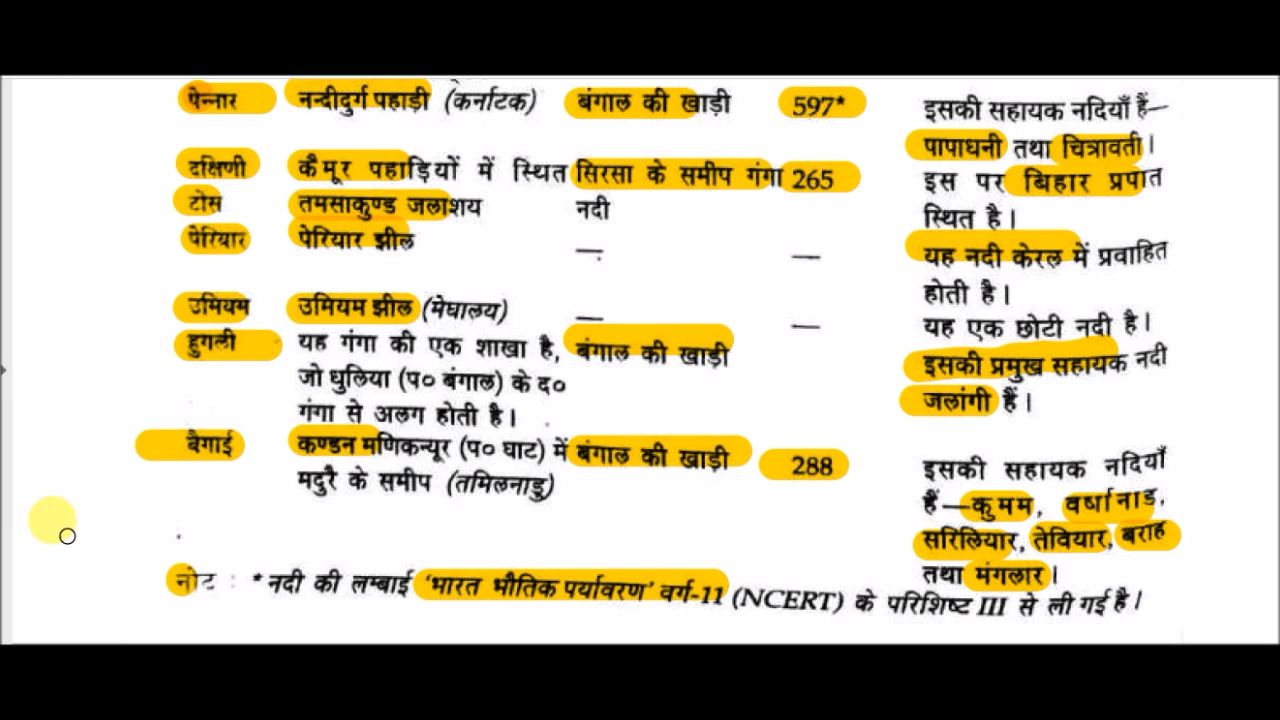 पेन्नार नन्दीदुर्ग पहाड़ी (कर्नाटक) बंगाल की खाड़ी 597* इसकी सहायक नदियाँ हैं—
पापाधनी तथा चित्रावती।
दक्षिणी कैमूर पहाड़ियों में स्थित सिरसा के समीप गंगा 265 इस पर बिहार प्रपात
टोंस तमसाकुण्ड जलाशय नदी स्थित है।
पेरियार पेरियार झील — — यह नदी केरल में प्रवाहित
होती है।
उमियम उमियम झील (मेघालय) — — यह एक छोटी नदी है।
हुगली यह गंगा की एक शाखा है, बंगाल की खाड़ी इसकी प्रमुख सहायक नदी
जो धुलिया (प० बंगाल) के द० जलांगी हैं।
गंगा से अलग होती है।
बैगाई कण्डन मणिकन्यूर (प० घाट) में बंगाल की खाड़ी 288 इसकी सहायक नदियाँ
मदुरै के समीप (तमिलनाडु) हैं—कुमम, वर्षानाड,
सरिलियार, तेवियार, बराह
तथा मंगलार।
नोट : *नदी की लम्बाई 'भारत भौतिक पर्यावरण' वर्ग-11 (NCERT) के परिशिष्ट III से ली गई है।